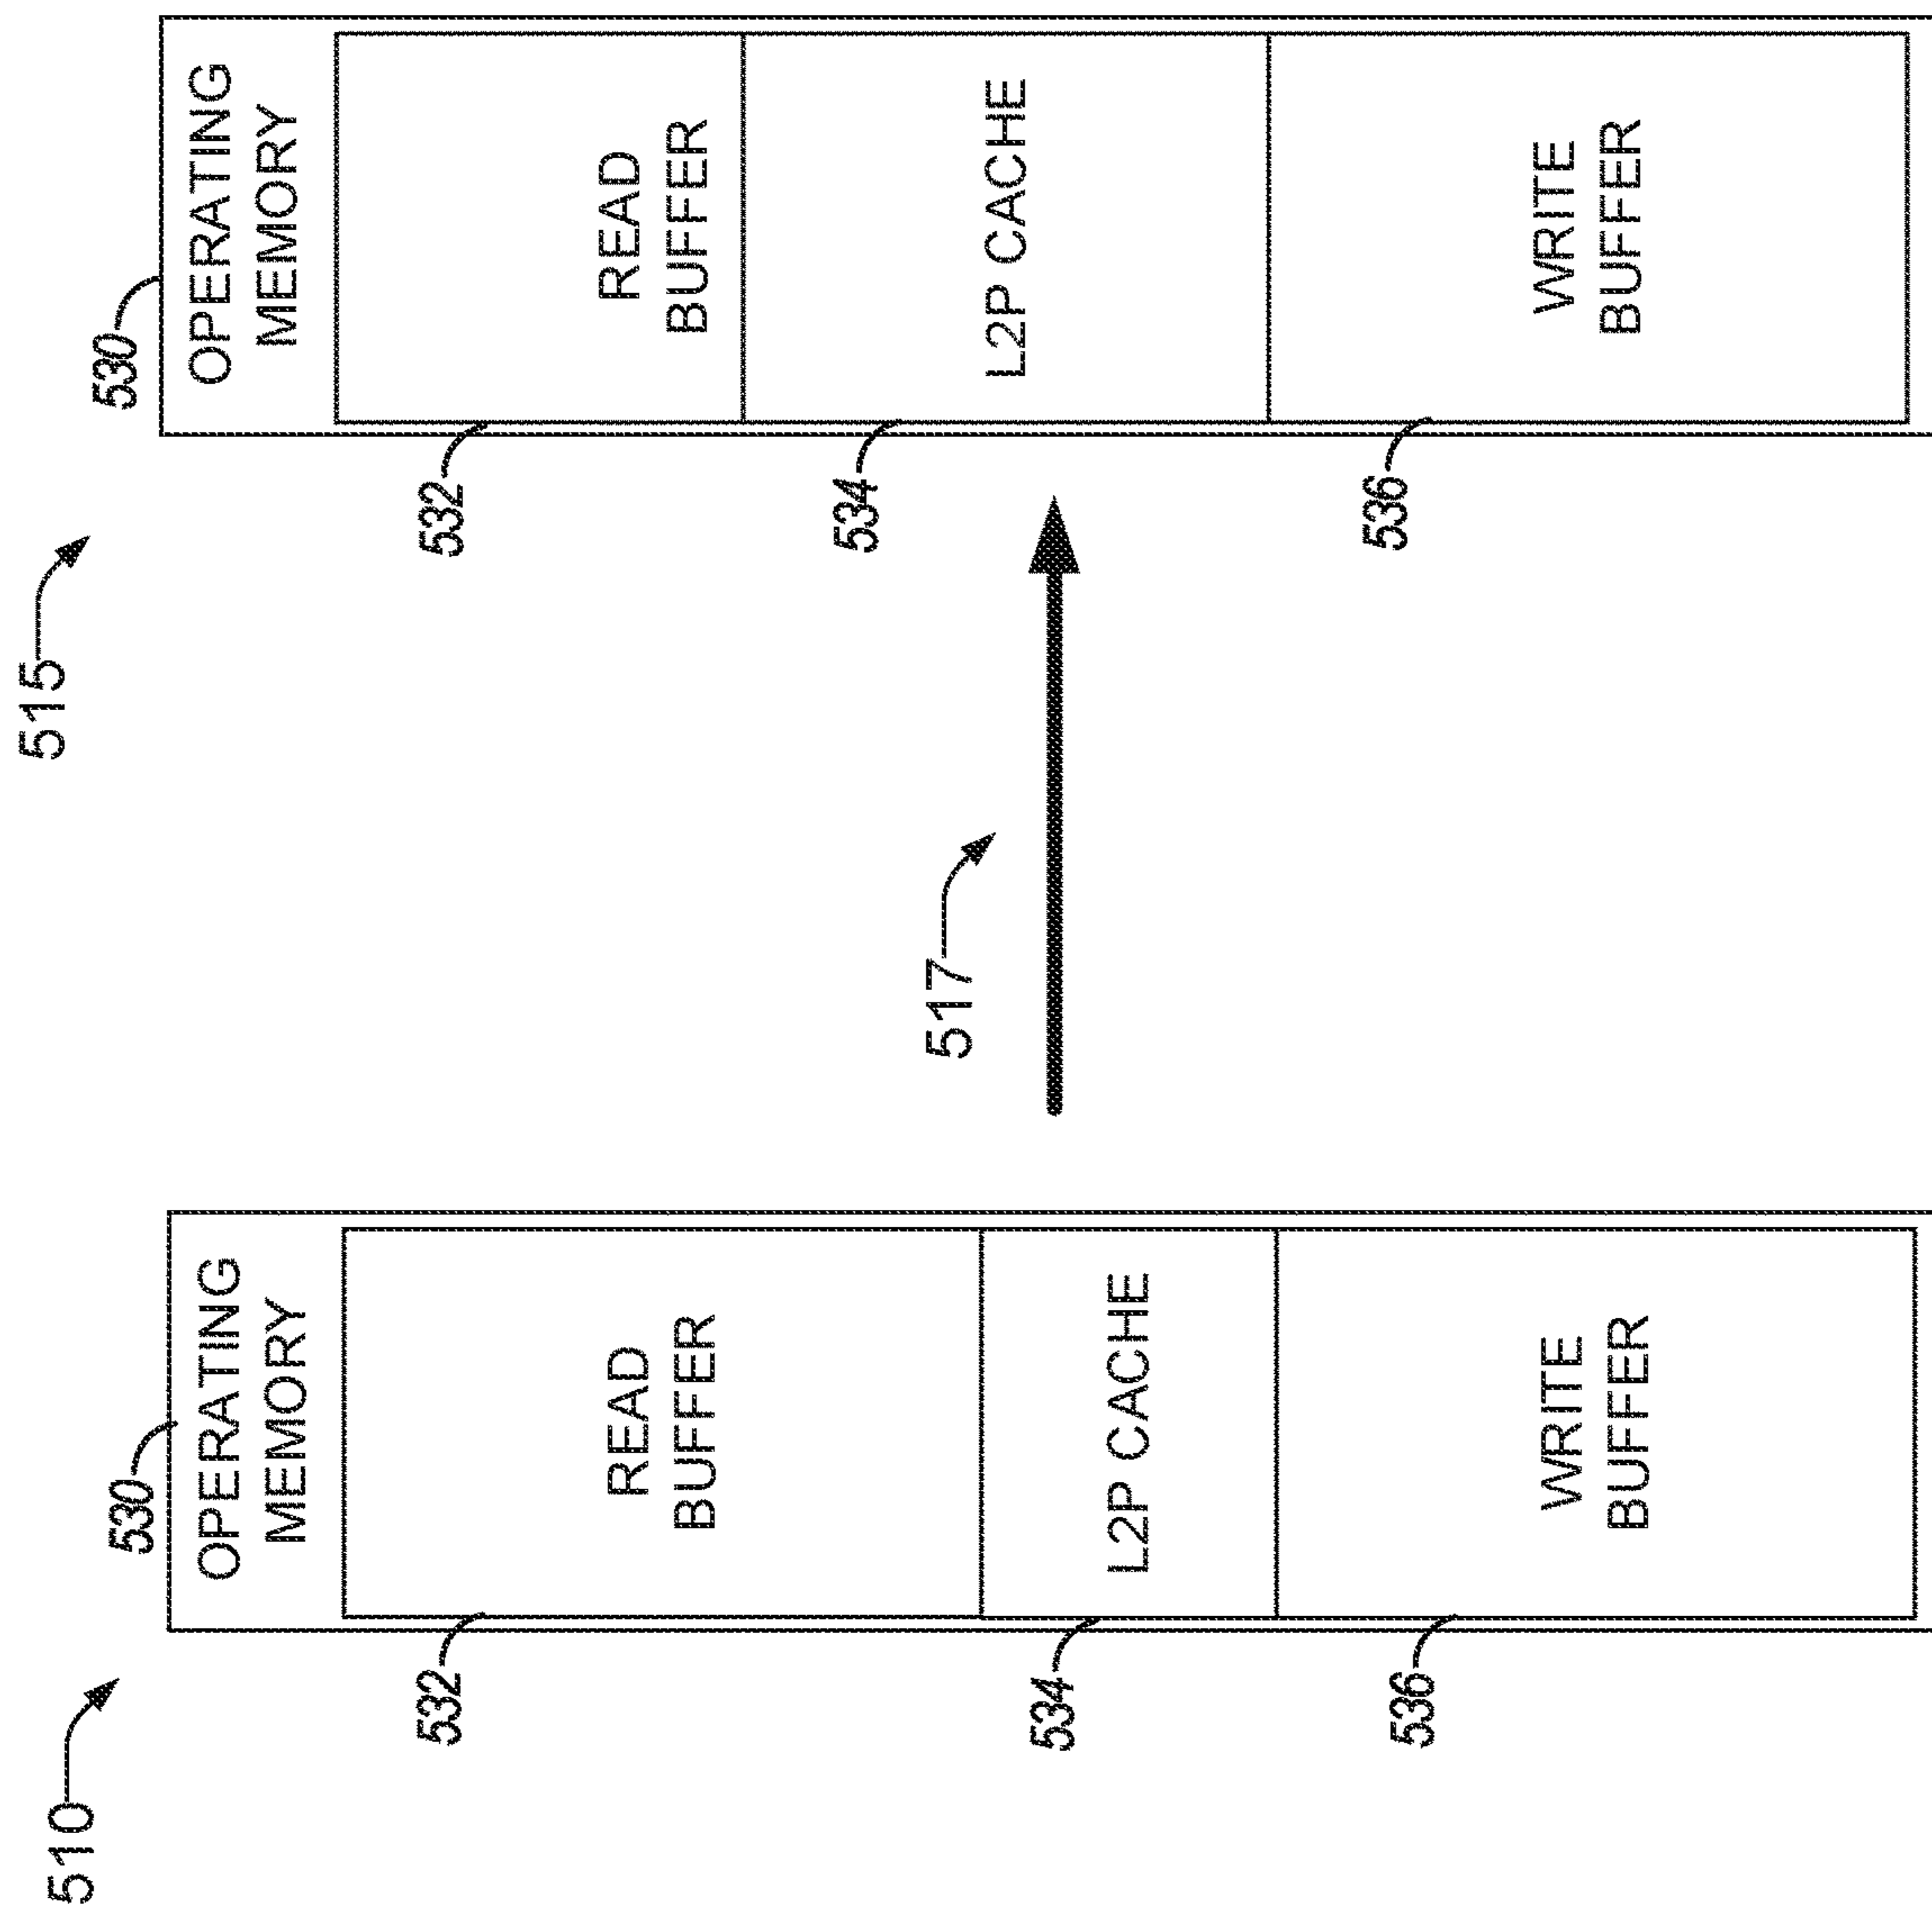 510
530
OPERATING
MEMORY
532
READ
BUFFER
534
L2P CACHE
536
WRITE
BUFFER
517
515
530
OPERATING
MEMORY
532
READ
BUFFER
534
L2P CACHE
536
WRITE
BUFFER